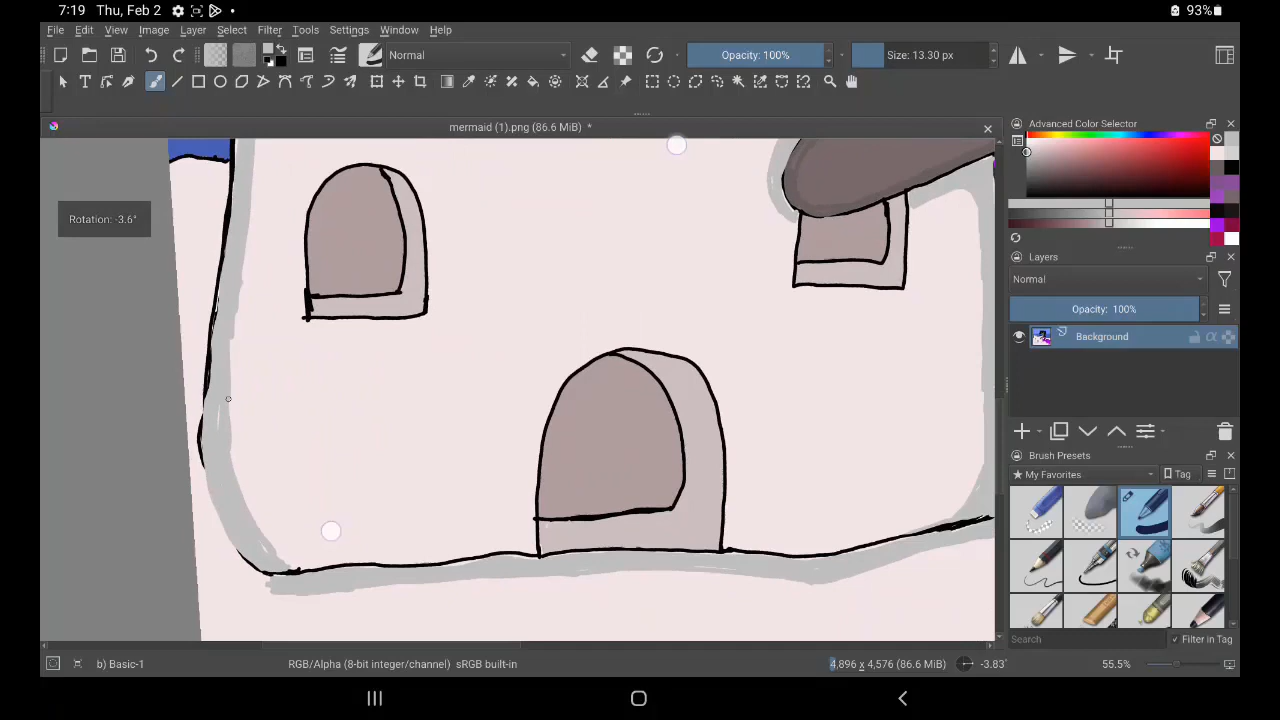 7:19 Thu, Feb 2
93%
File Edit View Image Layer Select Filter Tools Settings Window Help
Normal
Opacity: 100%
Size: 13.30 px
mermaid (1).png (86.6 MiB) *
Advanced Color Selector
Rotation: -3.6°
Layers
Normal
Opacity: 100%
Background
Brush Presets
★ My Favorites
Tag
Search
Filter in Tag
b) Basic-1
RGB/Alpha (8-bit integer/channel) sRGB built-in
4,896 x 4,576 (86.6 MiB)
-3.83°
55.5%